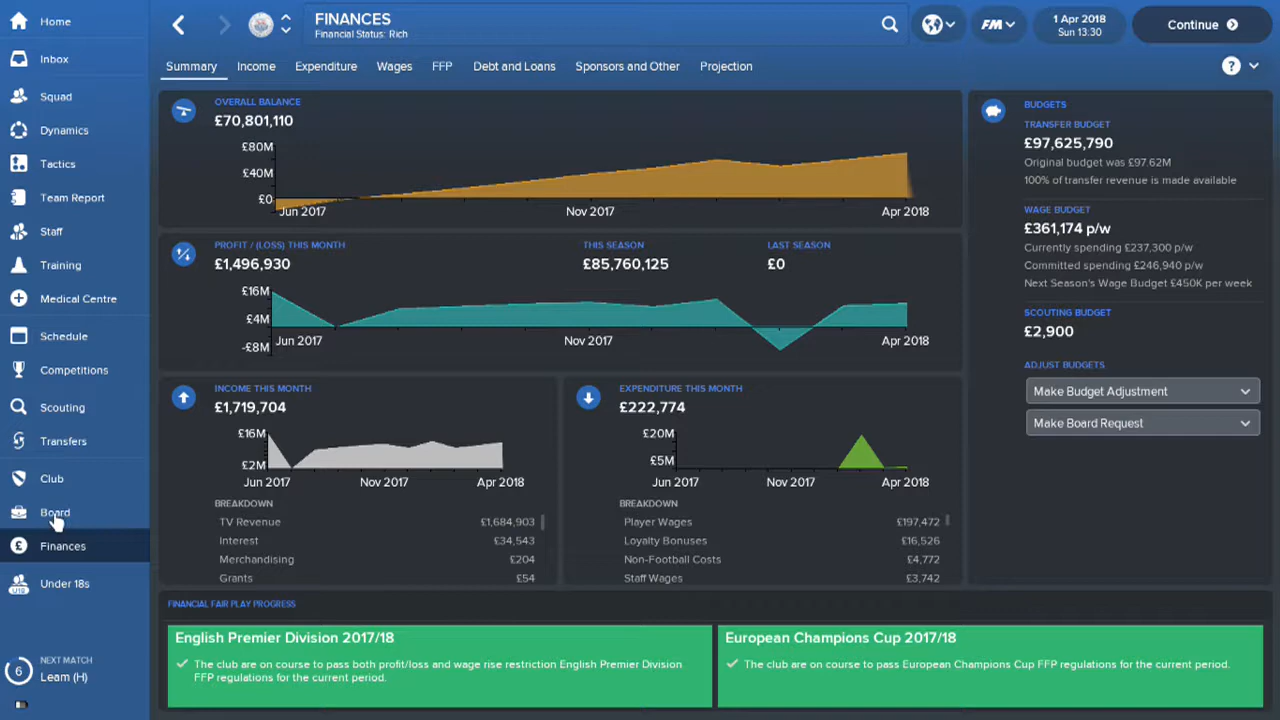 Home
Inbox
Squad
Dynamics
Tactics
Team Report
Staff
Training
Medical Centre
Schedule
Competitions
Scouting
Transfers
Club
Board
£ Finances
U18 Under 18s
6 NEXT MATCH
Leam (H)
FINANCES
Financial Status: Rich
FM
1 Apr 2018
Sun 13:30
Continue
Summary Income Expenditure Wages FFP Debt and Loans Sponsors and Other Projection
?
OVERALL BALANCE
£70,801,110
£80M
£40M
£0
Jun 2017 Nov 2017 Apr 2018
PROFIT / (LOSS) THIS MONTH THIS SEASON LAST SEASON
£1,496,930 £85,760,125 £0
£16M
£4M
-£8M
Jun 2017 Nov 2017 Apr 2018
INCOME THIS MONTH
£1,719,704
£16M
£2M
Jun 2017 Nov 2017 Apr 2018
BREAKDOWN
TV Revenue £1,684,903
Interest £34,543
Merchandising £204
Grants £54
EXPENDITURE THIS MONTH
£222,774
£20M
£5M
Jun 2017 Nov 2017 Apr 2018
BREAKDOWN
Player Wages £197,472
Loyalty Bonuses £16,526
Non-Football Costs £4,772
Staff Wages £3,742
BUDGETS
TRANSFER BUDGET
£97,625,790
Original budget was £97.62M
100% of transfer revenue is made available
WAGE BUDGET
£361,174 p/w
Currently spending £237,300 p/w
Committed spending £246,940 p/w
Next Season's Wage Budget £450K per week
SCOUTING BUDGET
£2,900
ADJUST BUDGETS
Make Budget Adjustment
Make Board Request
FINANCIAL FAIR PLAY PROGRESS
English Premier Division 2017/18
The club are on course to pass both profit/loss and wage rise restriction English Premier Division
FFP regulations for the current period.
European Champions Cup 2017/18
The club are on course to pass European Champions Cup FFP regulations for the current period.